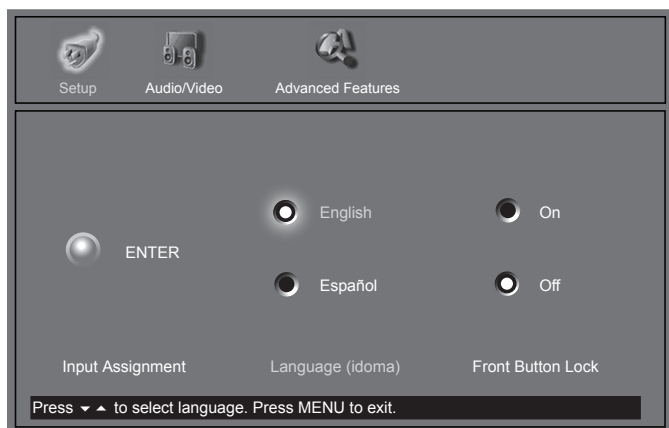 Setup
Audio/Video
Advanced Features
English
On
ENTER
Español
Off
Input Assignment
Language (idoma)
Front Button Lock
Press ▼ ▲ to select language. Press MENU to exit.